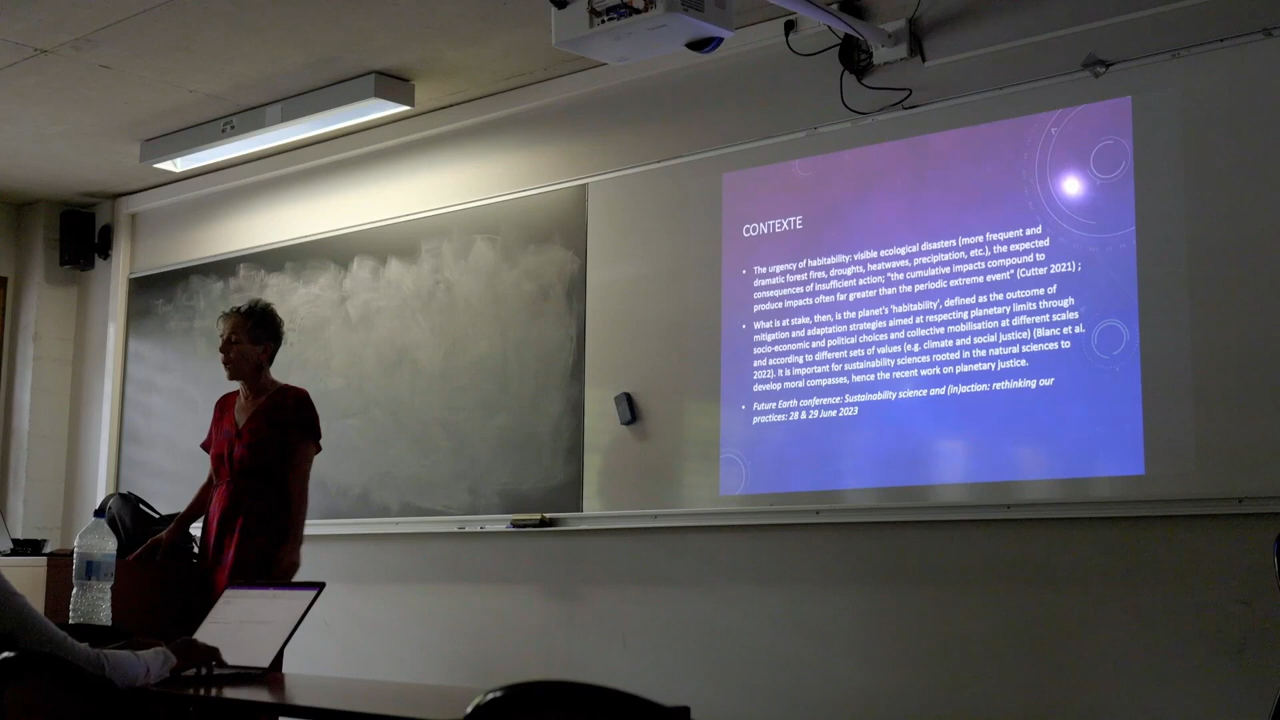 CONTEXTE
• The urgency of habitability: visible ecological disasters (more frequent and
dramatic forest fires, droughts, heatwaves, precipitation, etc.), the expected
consequences of insufficient action; "the cumulative impacts compound to
produce impacts often far greater than the periodic extreme event" (Cutter 2021) ;
• What is at stake, then, is the planet's 'habitability', defined as the outcome of
mitigation and adaptation strategies aimed at respecting planetary limits through
socio-economic and political choices and collective mobilisation at different scales
and according to different sets of values (e.g. climate and social justice) (Blanc et al.
2022). It is important for sustainability sciences rooted in the natural sciences to
develop moral compasses, hence the recent work on planetary justice.
• Future Earth conference: Sustainability science and (in)action: rethinking our
practices: 28 & 29 June 2023